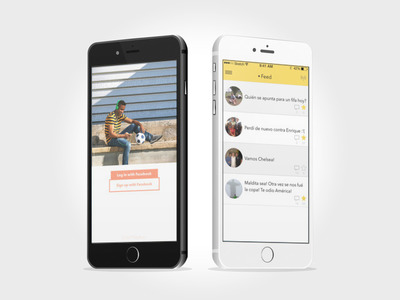 Log in with facebook
Sign up with facebook
9:41 AM
Feed
Quién se apunta para un fifa hoy?
Perdí de nuevo contra Enrique :'(
Vamos Chelsea!
Maldita sea! Otra vez se nos fué
la copa! Te odio América!